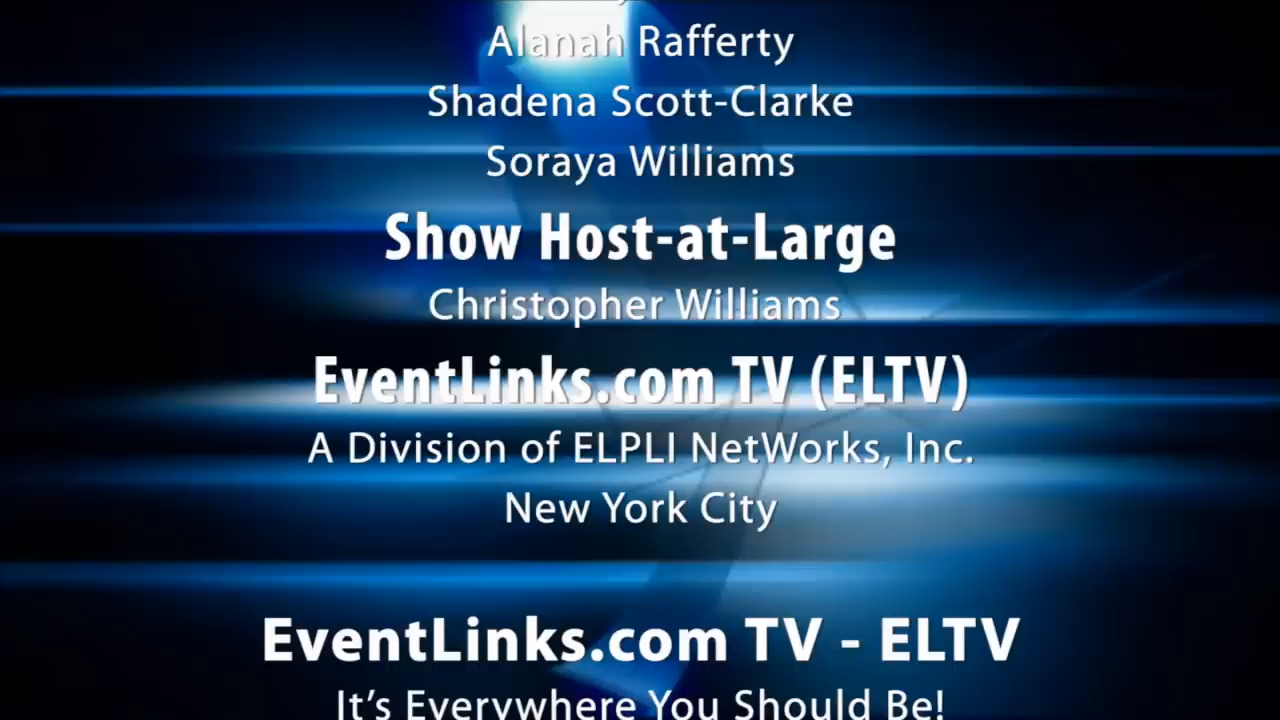 Alanah Rafferty
Shadena Scott-Clarke
Soraya Williams
Show Host-at-Large
Christopher Williams
EventLinks.com TV (ELTV)
A Division of ELPLI NetWorks, Inc.
New York City
EventLinks.com TV - ELTV
It's Everywhere You Should Be!